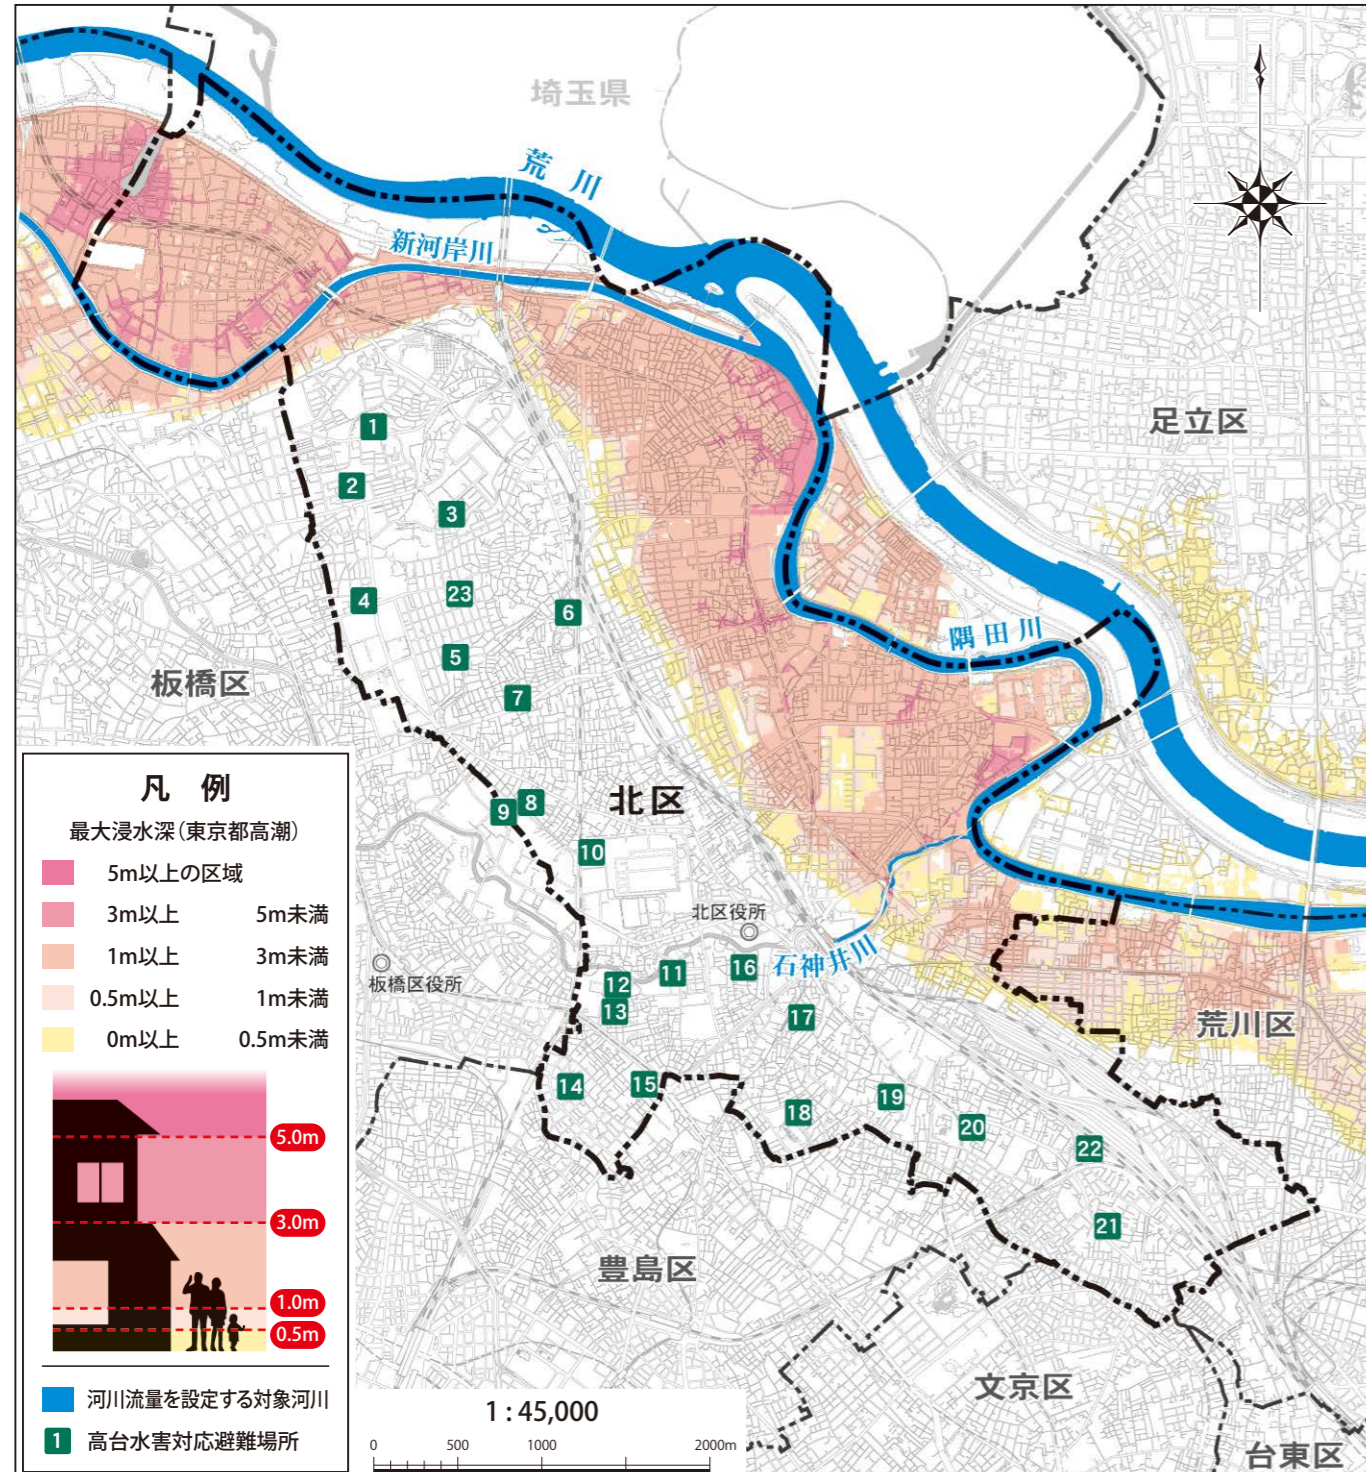 埼玉県
荒川
新河岸川
足立区
1
2
3
4
23
6
5
7
隅田川
板橋区
北区
8
9
10
北区役所
石神井川
板橋区役所
11
16
12
13
17
荒川区
14
15
18
19
20
22
21
豊島区
文京区
台東区
凡 例
最大浸水深(東京都高潮)
5m以上の区域
3m以上 5m未満
1m以上 3m未満
0.5m以上 1m未満
0m以上 0.5m未満
5.0m
3.0m
1.0m
0.5m
河川流量を設定する対象河川
1 高台水害対応避難場所
1:45,000
0 500 1000 2000m